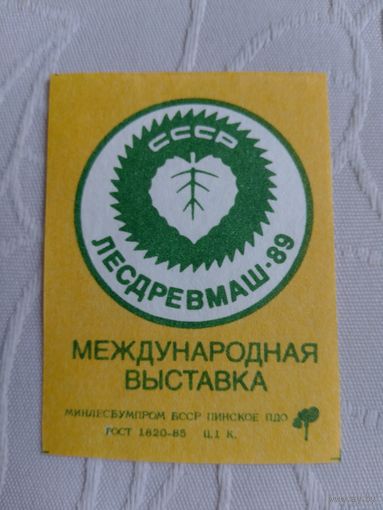 СССР
ЛЕСДРЕВМАШ·89
МЕЖДУНАРОДНАЯ
ВЫСТАВКА
МИНЛЕСБУМПРОМ БССР ПИНСКОЕ ПДО
ГОСТ 1820-85 Ц.1 К.